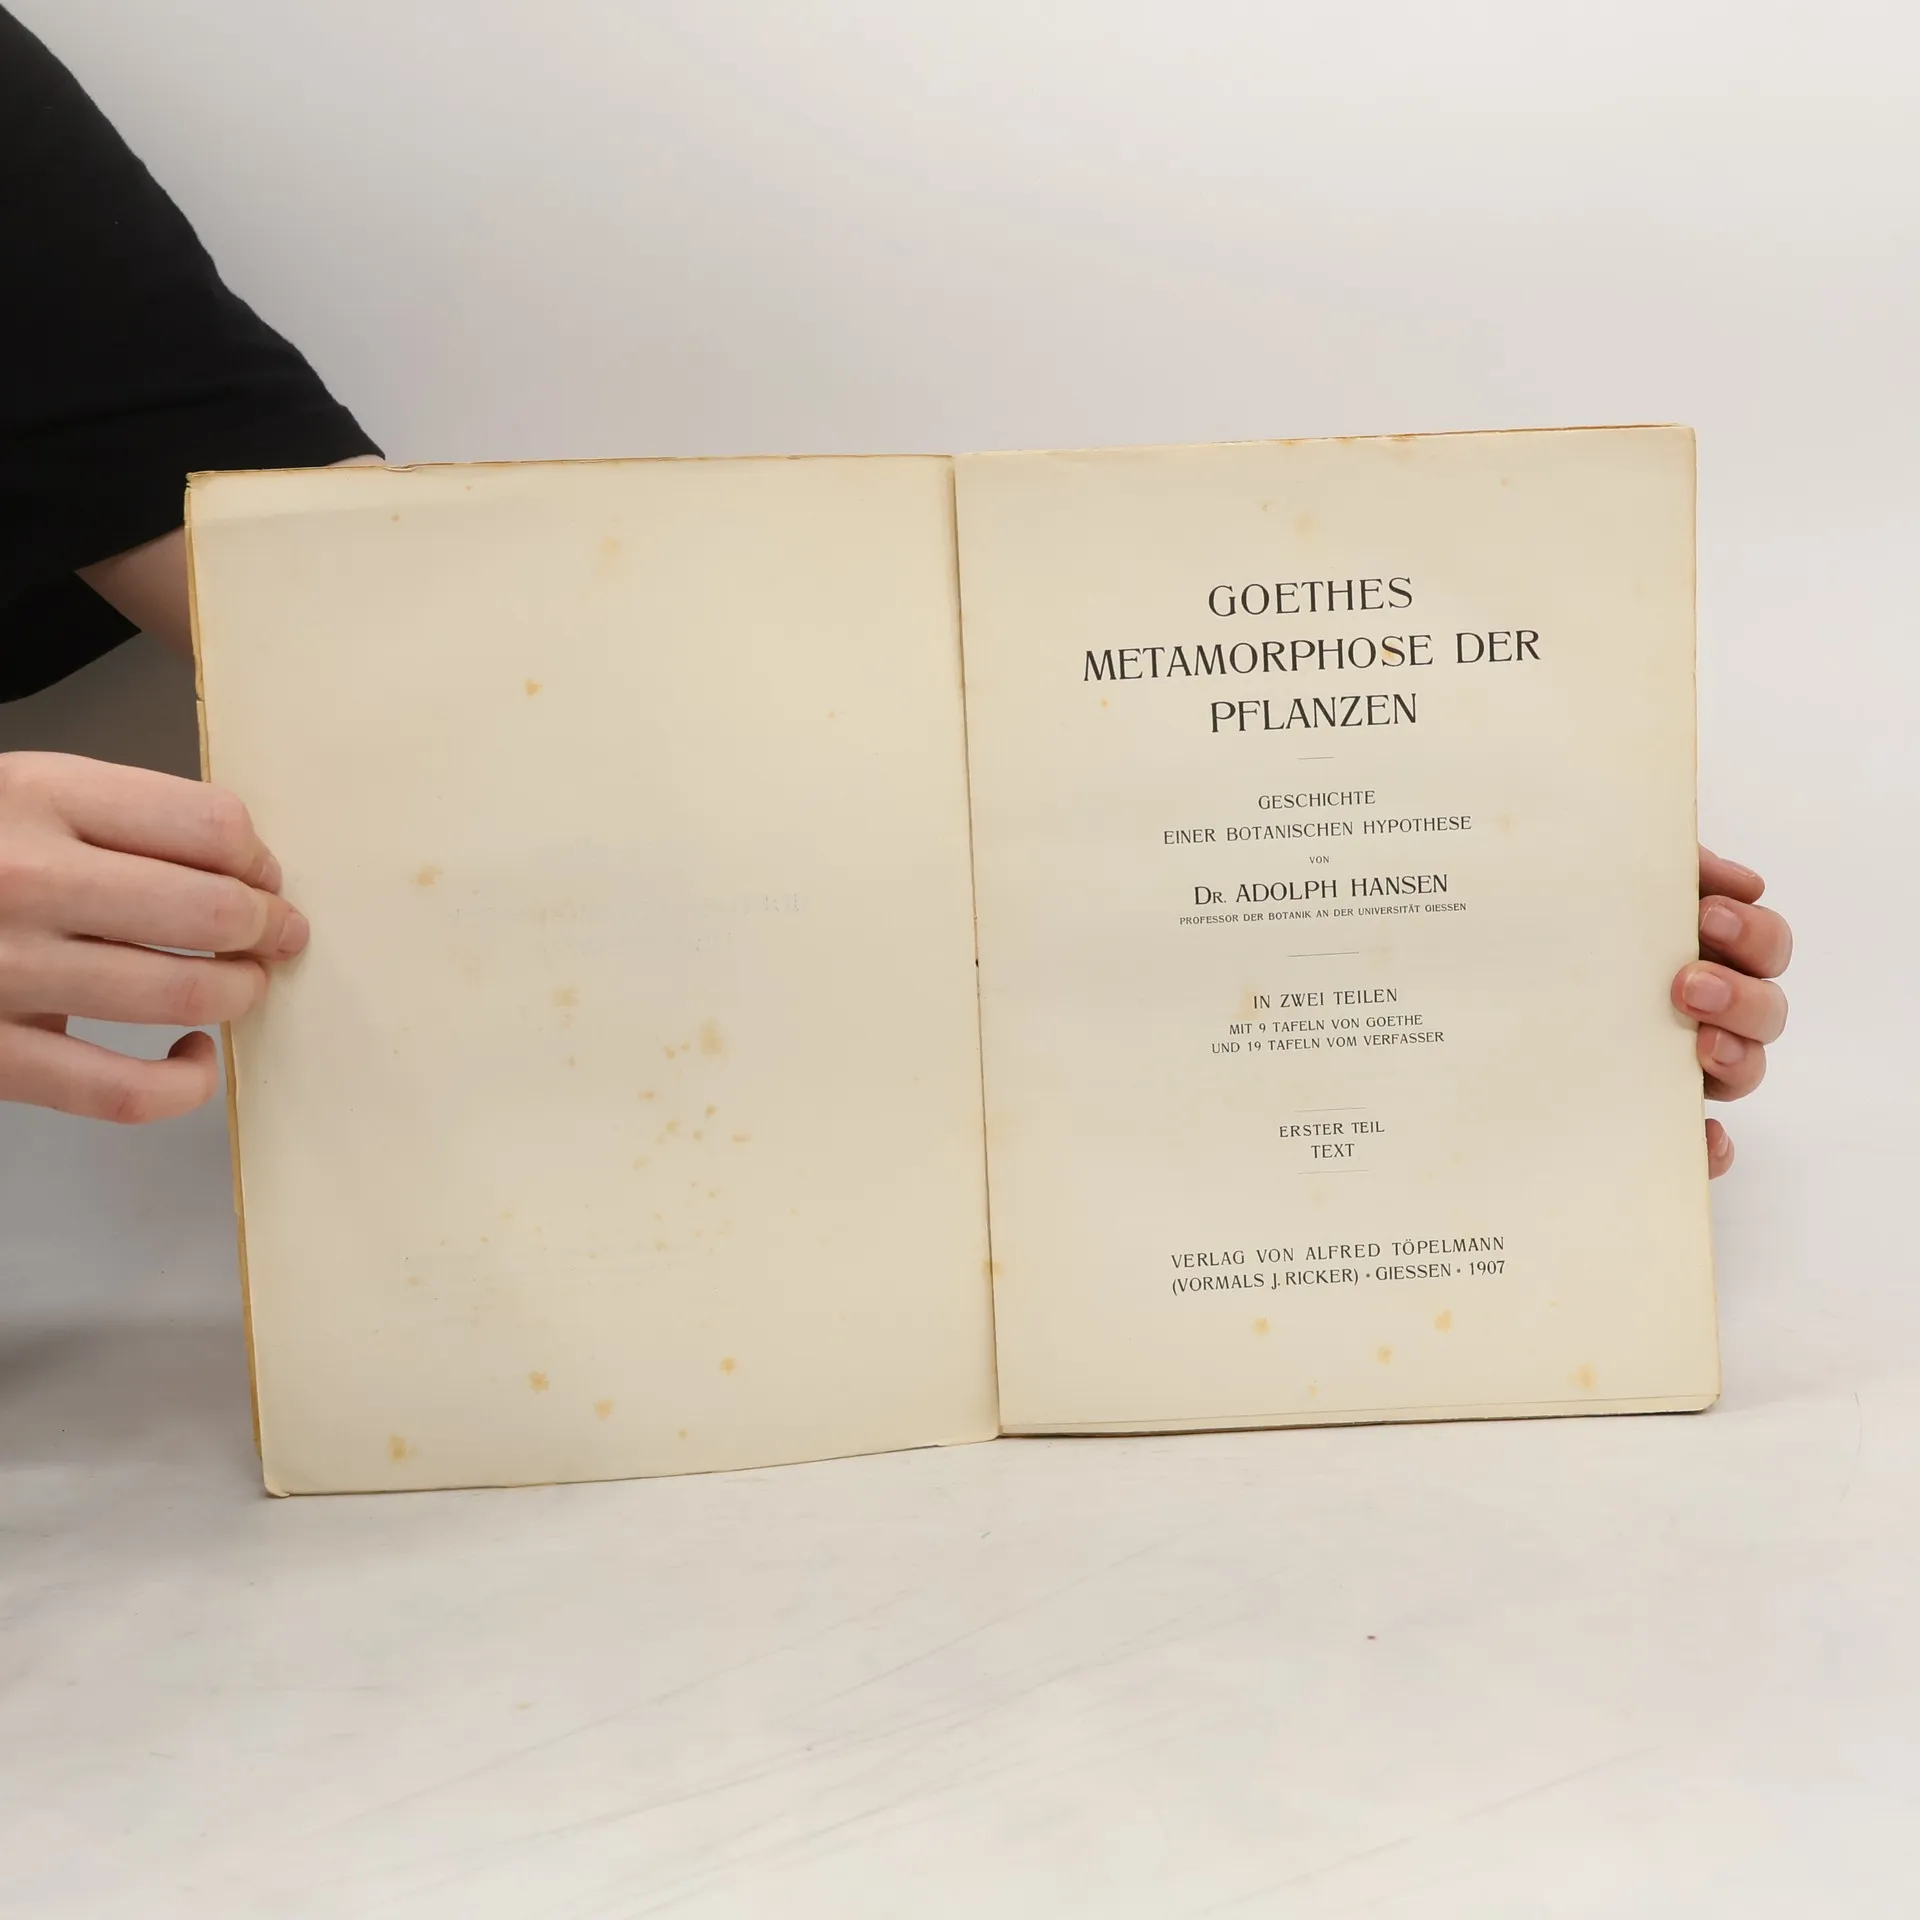 GOETHES
METAMORPHOSE DER
PFLANZEN
GESCHICHTE
EINER BOTANISCHEN HYPOTHESE
VON
DR. ADOLPH HANSEN
PROFESSOR DER BOTANIK AN DER UNIVERSITÄT GIESSEN
IN ZWEI TEILEN
MIT 9 TAFELN VON GOETHE
UND 19 TAFELN VOM VERFASSER
ERSTER TEIL
TEXT
VERLAG VON ALFRED TÖPELMANN
(VORMALS J. RICKER) • GIESSEN • 1907